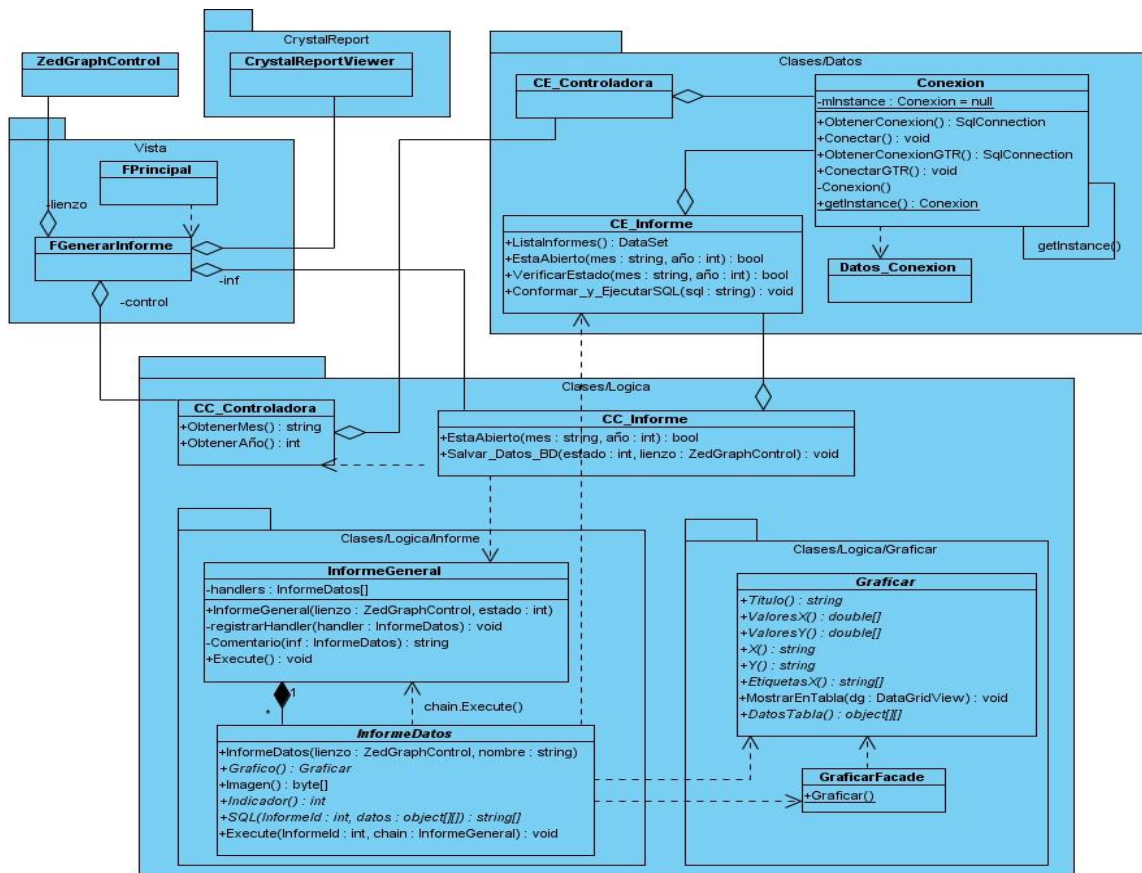 CrystalReport
CrystalReportViewer
ZedGraphControl
Vista
FPrincipal
-lienzo
FGenerarInforme
-inf
-control
Clases/Datos
CE_Controladora
Conexion
-mInstance : Conexion = null
+ObtenerConexion() : SqlConnection
+Conectar() : void
+ObtenerConexionGTR() : SqlConnection
+ConectarGTR() : void
-Conexion()
+getInstance() : Conexion
getInstance()
CE_Informe
+ListaInformes() : DataSet
+EstaAbierto(mes : string, año : int) : bool
+VerificarEstado(mes : string, año : int) : bool
+Conformar_y_EjecutarSQL(sql : string) : void
Datos_Conexion
Clases/Logica
CC_Controladora
+ObtenerMes() : string
+ObtenerAño() : int
CC_Informe
+EstaAbierto(mes : string, año : int) : bool
+Salvar_Datos_BD(estado : int, lienzo : ZedGraphControl) : void
Clases/Logica/Informe
InformeGeneral
-handlers : InformeDatos[]
+InformeGeneral(lienzo : ZedGraphControl, estado : int)
-registrarHandler(handler : InformeDatos) : void
-Comentario(inf : InformeDatos) : string
+Execute() : void
1
*
chain.Execute()
InformeDatos
+InformeDatos(lienzo : ZedGraphControl, nombre : string)
+Grafico() : Graficar
+Imagen() : byte[]
+Indicador() : int
+SQL(InformeId : int, datos : object[][]) : string[]
+Execute(InformeId : int, chain : InformeGeneral) : void
Clases/Logica/Graficar
Graficar
+Titulo() : string
+ValoresX() : double[]
+ValoresY() : double[]
+X() : string
+Y() : string
+EtiquetasX() : string[]
+MostrarEnTabla(dg : DataGridView) : void
+DatosTabla() : object[][]
GraficarFacade
+Graficar()